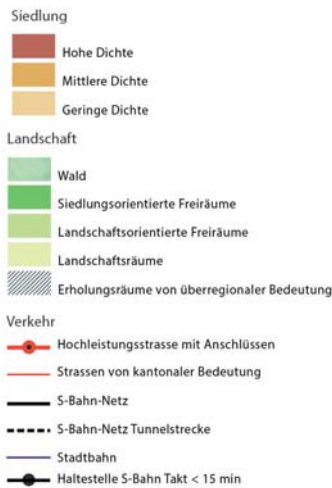 Siedlung
Hohe Dichte
Mittlere Dichte
Geringe Dichte
Landschaft
Wald
Siedlungsorientierte Freiräume
Landschaftsorientierte Freiräume
Landschaftsräume
Erholungsräume von überregionaler Bedeutung
Verkehr
Hochleistungsstrasse mit Anschlüssen
Strassen von kantonaler Bedeutung
S-Bahn-Netz
S-Bahn-Netz Tunnelstrecke
Stadtbahn
Haltestelle S-Bahn Takt < 15 min